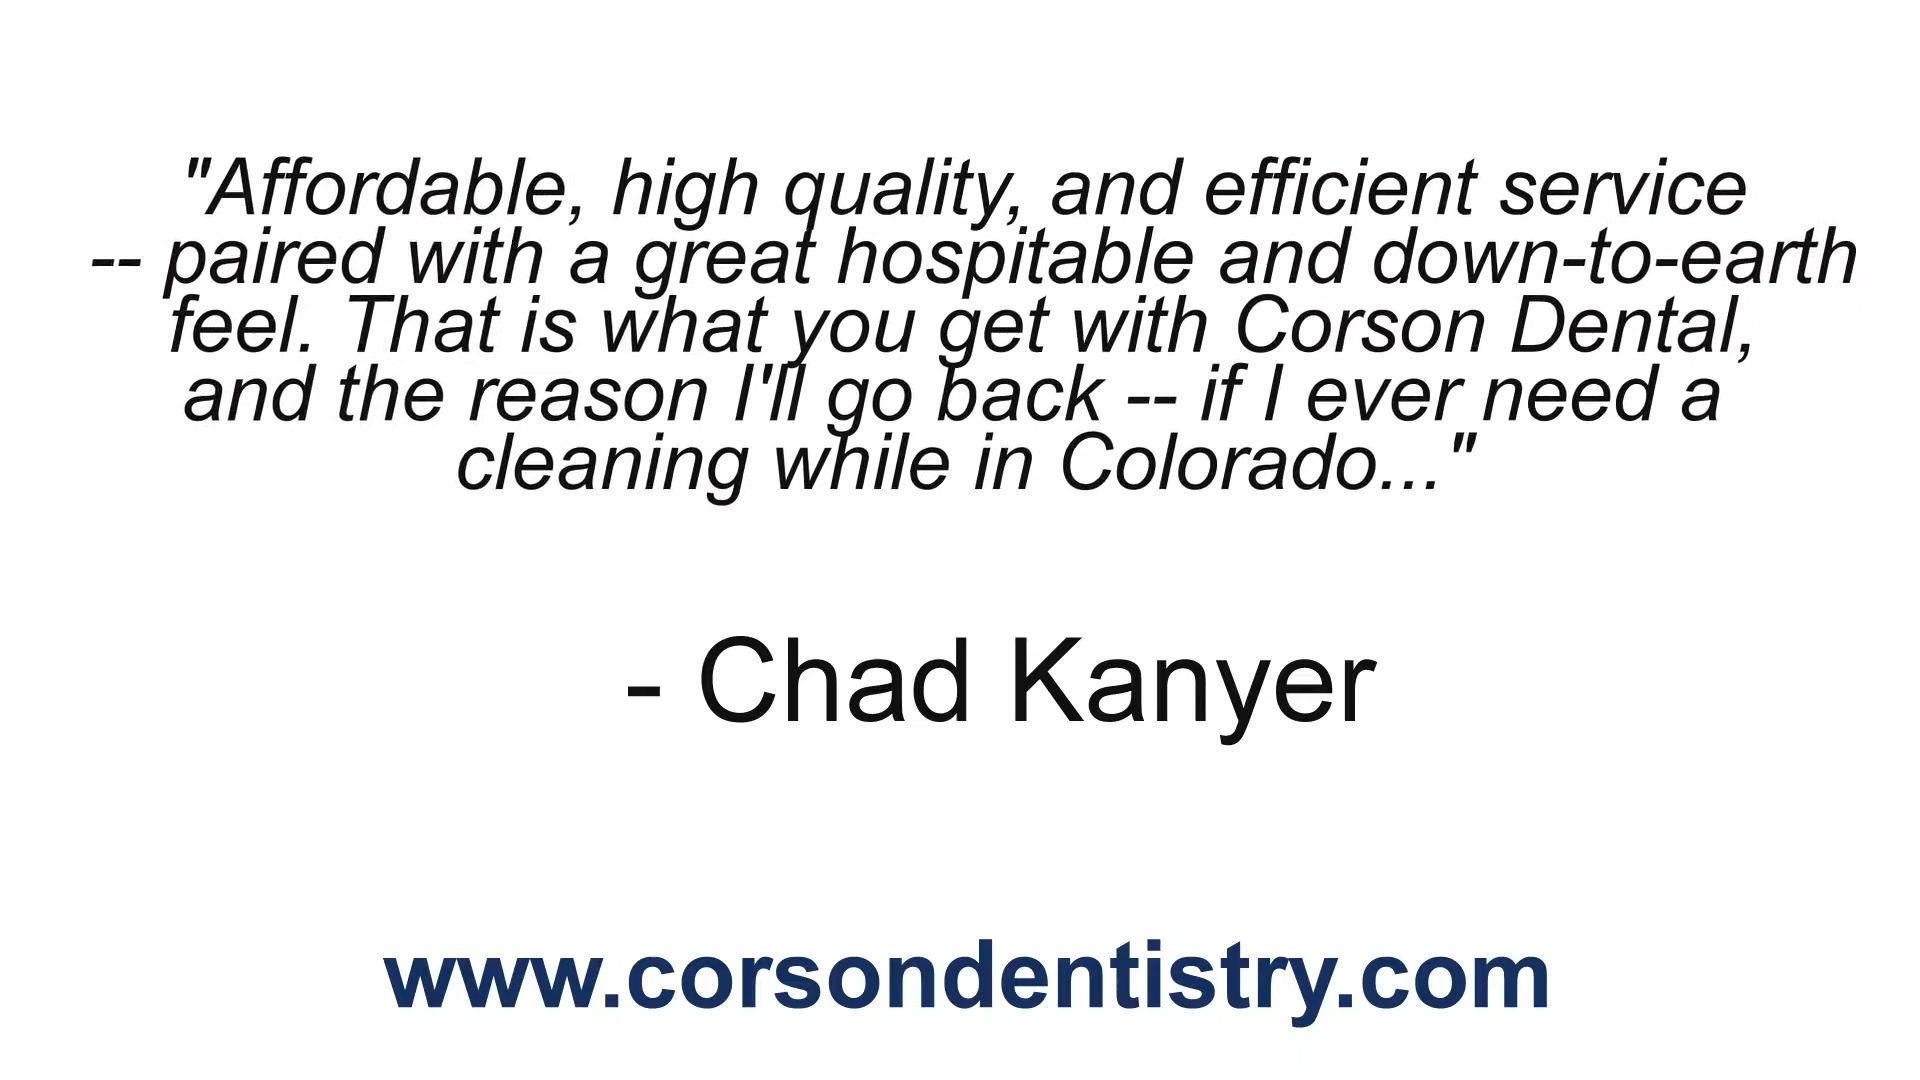 "Affordable, high quality, and efficient service
-- paired with a great hospitable and down-to-earth
feel. That is what you get with Corson Dental,
and the reason I'll go back -- if I ever need a
cleaning while in Colorado..."
- Chad Kanyer
www.corsondentistry.com